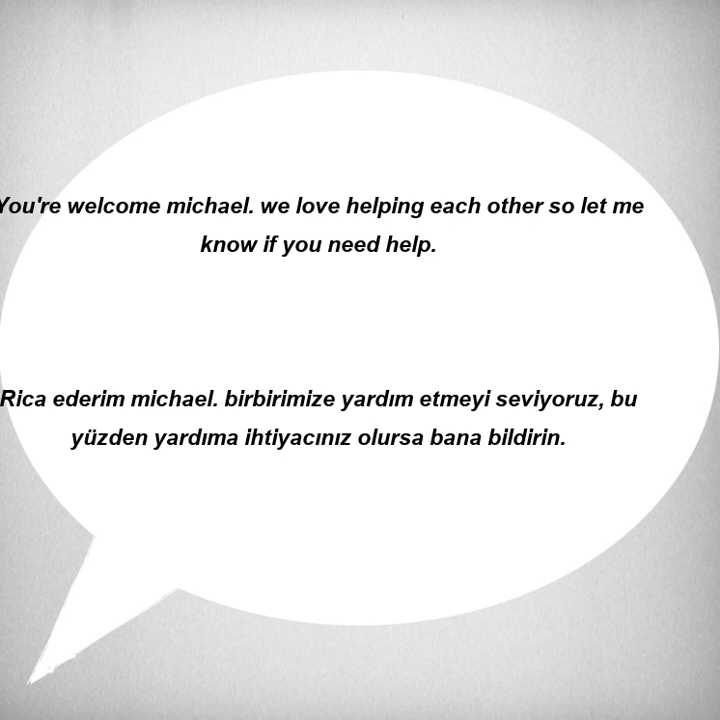 You're welcome michael. we love helping each other so let me
know if you need help.
Rica ederim michael. birbirimize yardım etmeyi seviyoruz, bu
yüzden yardıma ihtiyacınız olursa bana bildirin.